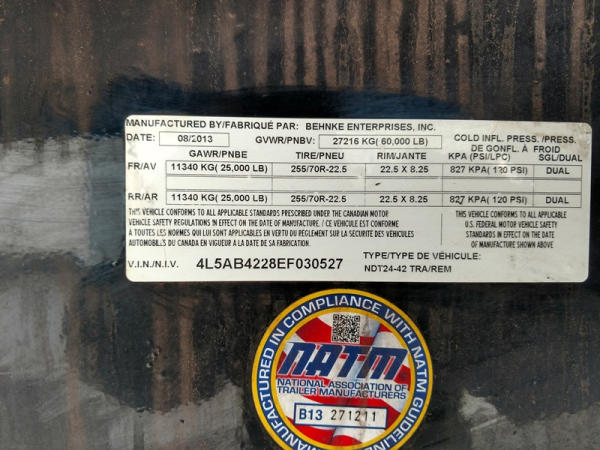 MANUFACTURED BY/FABRIQUÉ PAR: BEHNKE ENTERPRISES, INC.
DATE: 08/2013 GVWR/PNBV: 27216 KG( 60,000 LB) COLD INFL. PRESS./PRESS. DE GONFL. À FROID
GAWR/PNBE TIRE/PNEU RIM/JANTE KPA (PSI/LPC) SGL/DUAL
FR/AV 11340 KG( 25,000 LB) 255/70R-22.5 22.5 X 8.25 827 KPA( 120 PSI) DUAL
RR/AR 11340 KG( 25,000 LB) 255/70R-22.5 22.5 X 8.25 827 KPA( 120 PSI) DUAL
THIS VEHICLE CONFORMS TO ALL APPLICABLE STANDARDS PRESCRIBED UNDER THE CANADIAN MOTOR
VEHICLE SAFETY REGULATIONS IN EFFECT ON THE DATE OF MANUFACTURE. / CE VÉHICULE EST CONFORME
A TOUTES LES NORMES QUI LUI SONT APPLICABLES EN VERTU DU RÈGLEMENT SUR LA SÉCURITÉ DES VÉHICULES
AUTOMOBILES DU CANADA EN VIGUEUR A LA DATE DE SA FABRICATION.
THIS VEHICLE CONFORMS TO ALL APPLICABLE
U.S. FEDERAL MOTOR VEHICLE SAFETY
STANDARDS IN EFFECT ON THE DATE
OF MANUFACTURE SHOWN ABOVE
V.I.N./N.I.V. 4L5AB4228EF030527 TYPE/TYPE DE VÉHICULE:
NDT24-42 TRA/REM
MANUFACTURED IN COMPLIANCE WITH NATM GUIDELINE
NATM
NATIONAL ASSOCIATION OF
TRAILER MANUFACTURERS
B13 271211